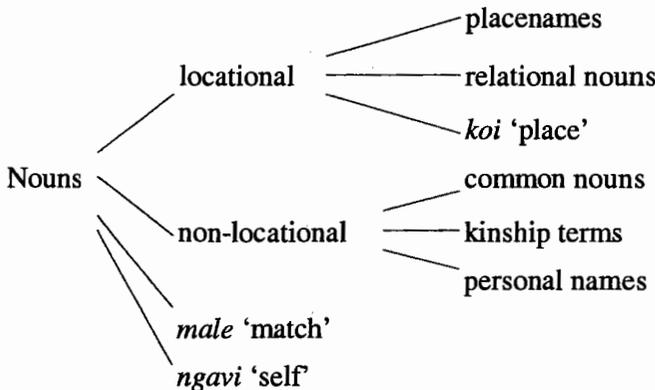 placenames
locational
relational nouns
koi 'place'
Nouns
common nouns
non-locational
kinship terms
personal names
male 'match'
ngavi 'self'